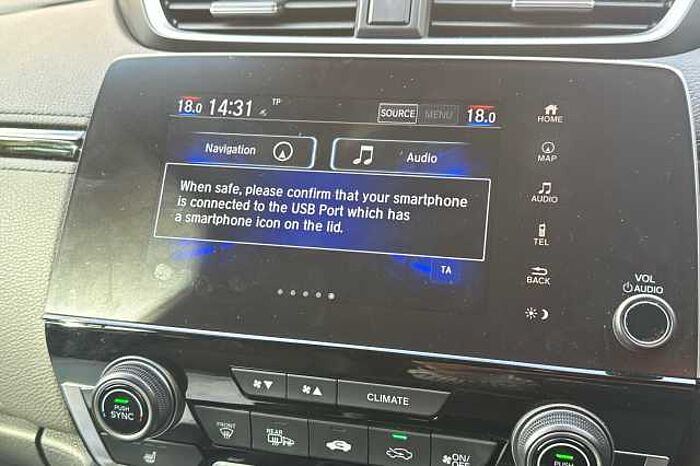 SOURCE
18.0 14:31 TP SOURCE MENU 18.0
Navigation Audio
When safe, please confirm that your smartphone
is connected to the USB Port which has
a smartphone icon on the lid.
TA
HOME
MAP
AUDIO
TEL
BACK
VOL
AUDIO
PUSH
SYNC
CLIMATE
FRONT
REAR
ON/
OFF
PUSH